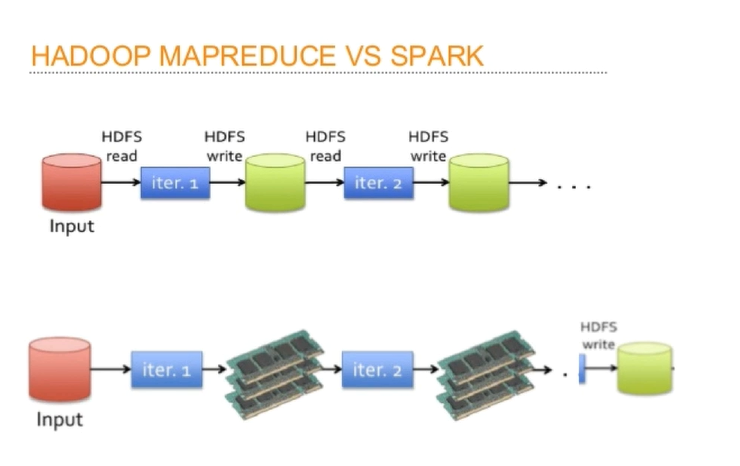 HADOOP MAPREDUCE VS SPARK
HDFS
read
HDFS
write
HDFS
read
HDFS
write
iter. 1
iter. 2
. . .
Input
HDFS
write
iter. 1
iter. 2
.
Input